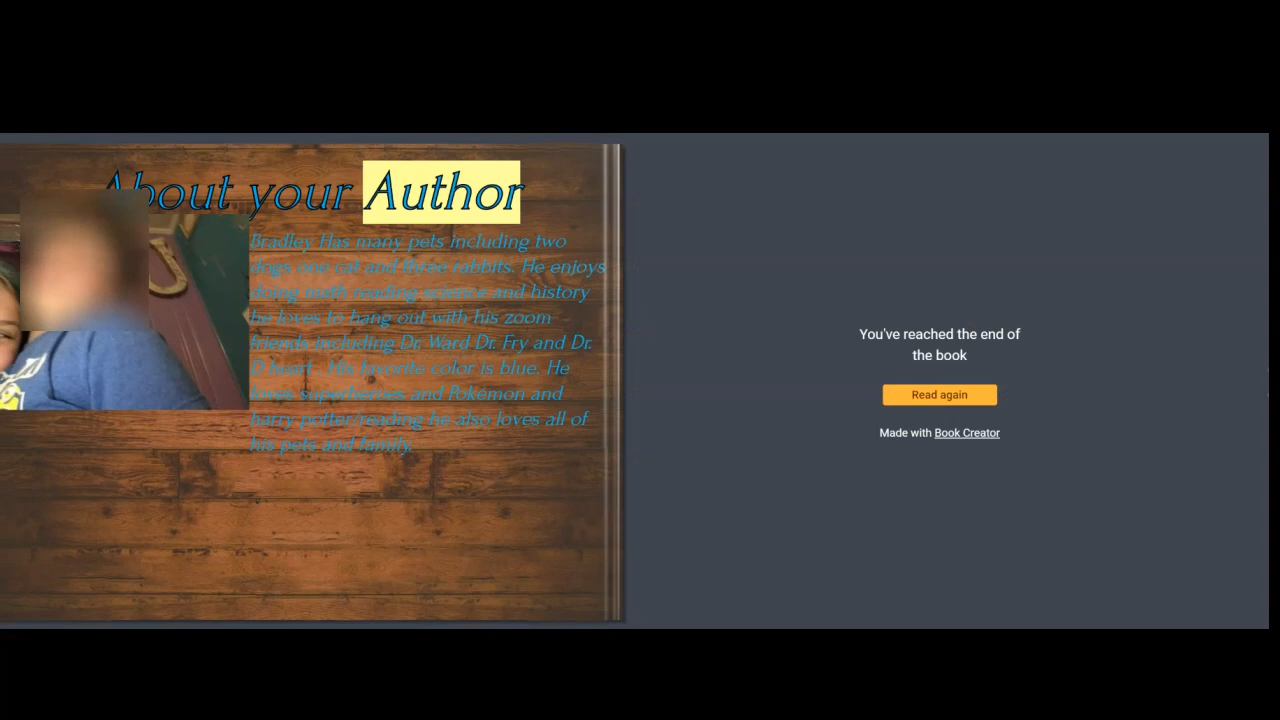 About your Author
Bradley Has many pets including two
dogs one cat and three rabbits. He enjoys
doing math reading science and history
he loves to hang out with his zoom
friends including Dr. Ward Dr. Fry and Dr.
D heart . His favorite color is blue. He
loves superheroes and Pokémon and
harry potter/reading he also loves all of
his pets and family.
You've reached the end of
the book
Read again
Made with Book Creator